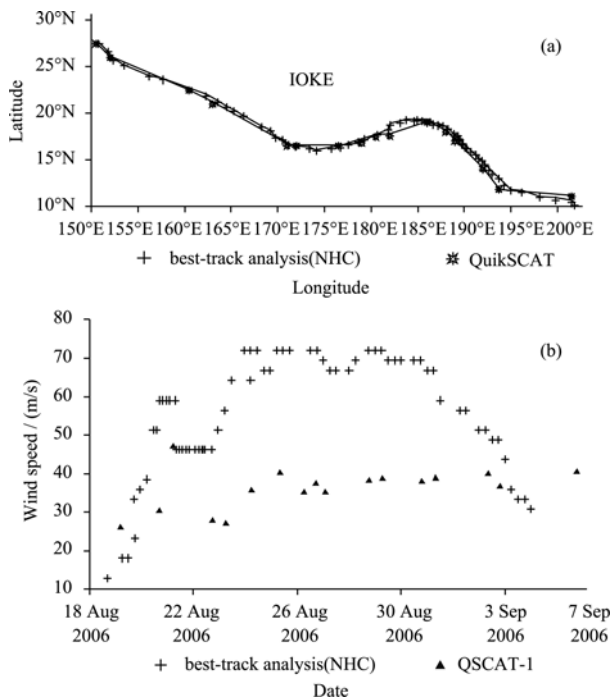 30°N
(a)
25°N
IOKE
20°N
15°N
10°N
Latitude
150°E 155°E 160°E 165°E 170°E 175°E 180°E 185°E 190°E 195°E 200°E
best-track analysis(NHC) QuikSCAT
Longitude
80
(b)
70
60
50
40
30
20
10
Wind speed / (m/s)
18 Aug 22 Aug 26 Aug 30 Aug 3 Sep 7 Sep
2006 2006 2006 2006 2006 2006
best-track analysis(NHC) QSCAT-1
Date